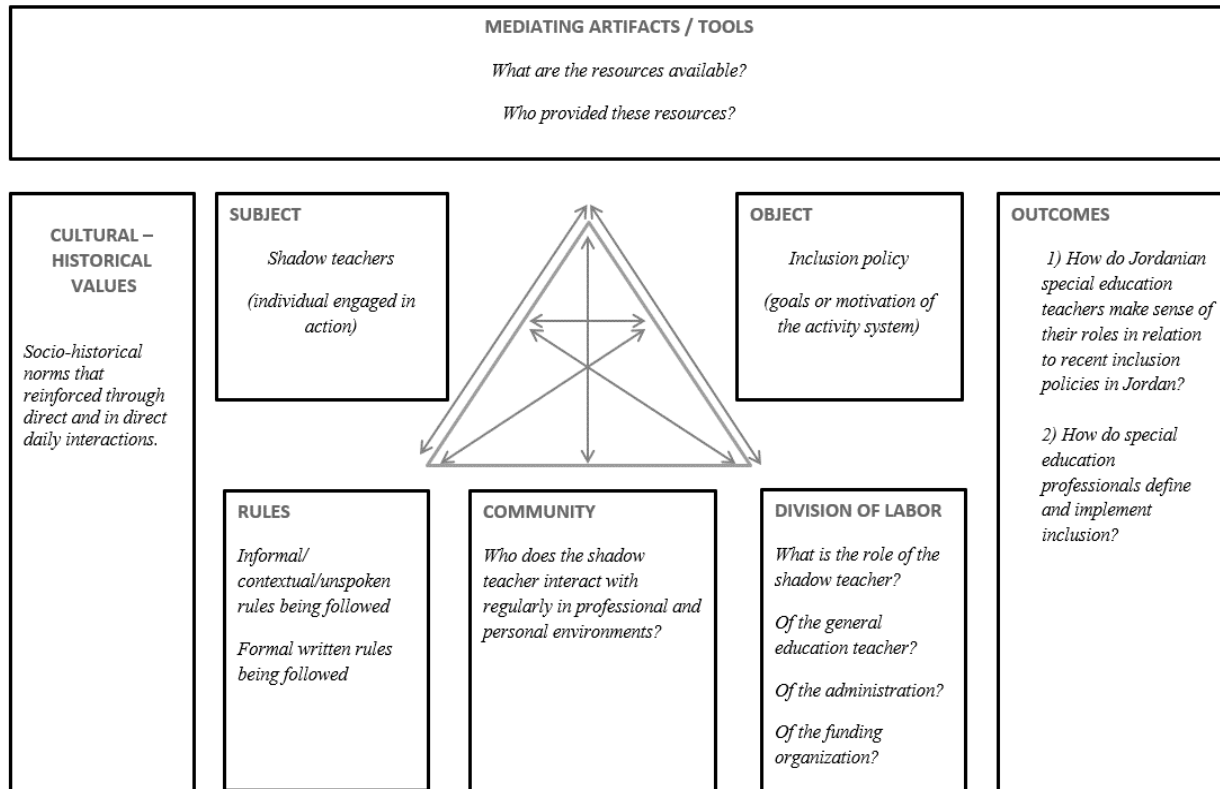 MEDIATING ARTIFACTS / TOOLS
What are the resources available?
Who provided these resources?
CULTURAL –
HISTORICAL
VALUES
Socio-historical
norms that
reinforced through
direct and in direct
daily interactions.
SUBJECT
Shadow teachers
(individual engaged in
action)
OBJECT
Inclusion policy
(goals or motivation of
the activity system)
OUTCOMES
1) How do Jordanian
special education
teachers make sense of
their roles in relation
to recent inclusion
policies in Jordan?
2) How do special
education
professionals define
and implement
inclusion?
RULES
Informal/
contextual/unspoken
rules being followed
Formal written rules
being followed
COMMUNITY
Who does the shadow
teacher interact with
regularly in professional and
personal environments?
DIVISION OF LABOR
What is the role of the
shadow teacher?
Of the general
education teacher?
Of the administration?
Of the funding
organization?